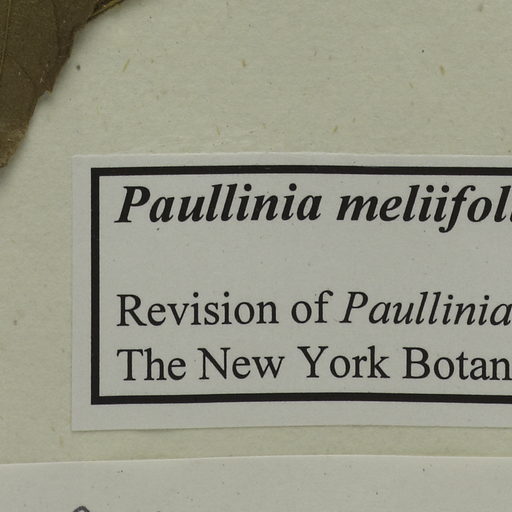 Paullinia meliifol
Revision of Paullinia
The New York Botan